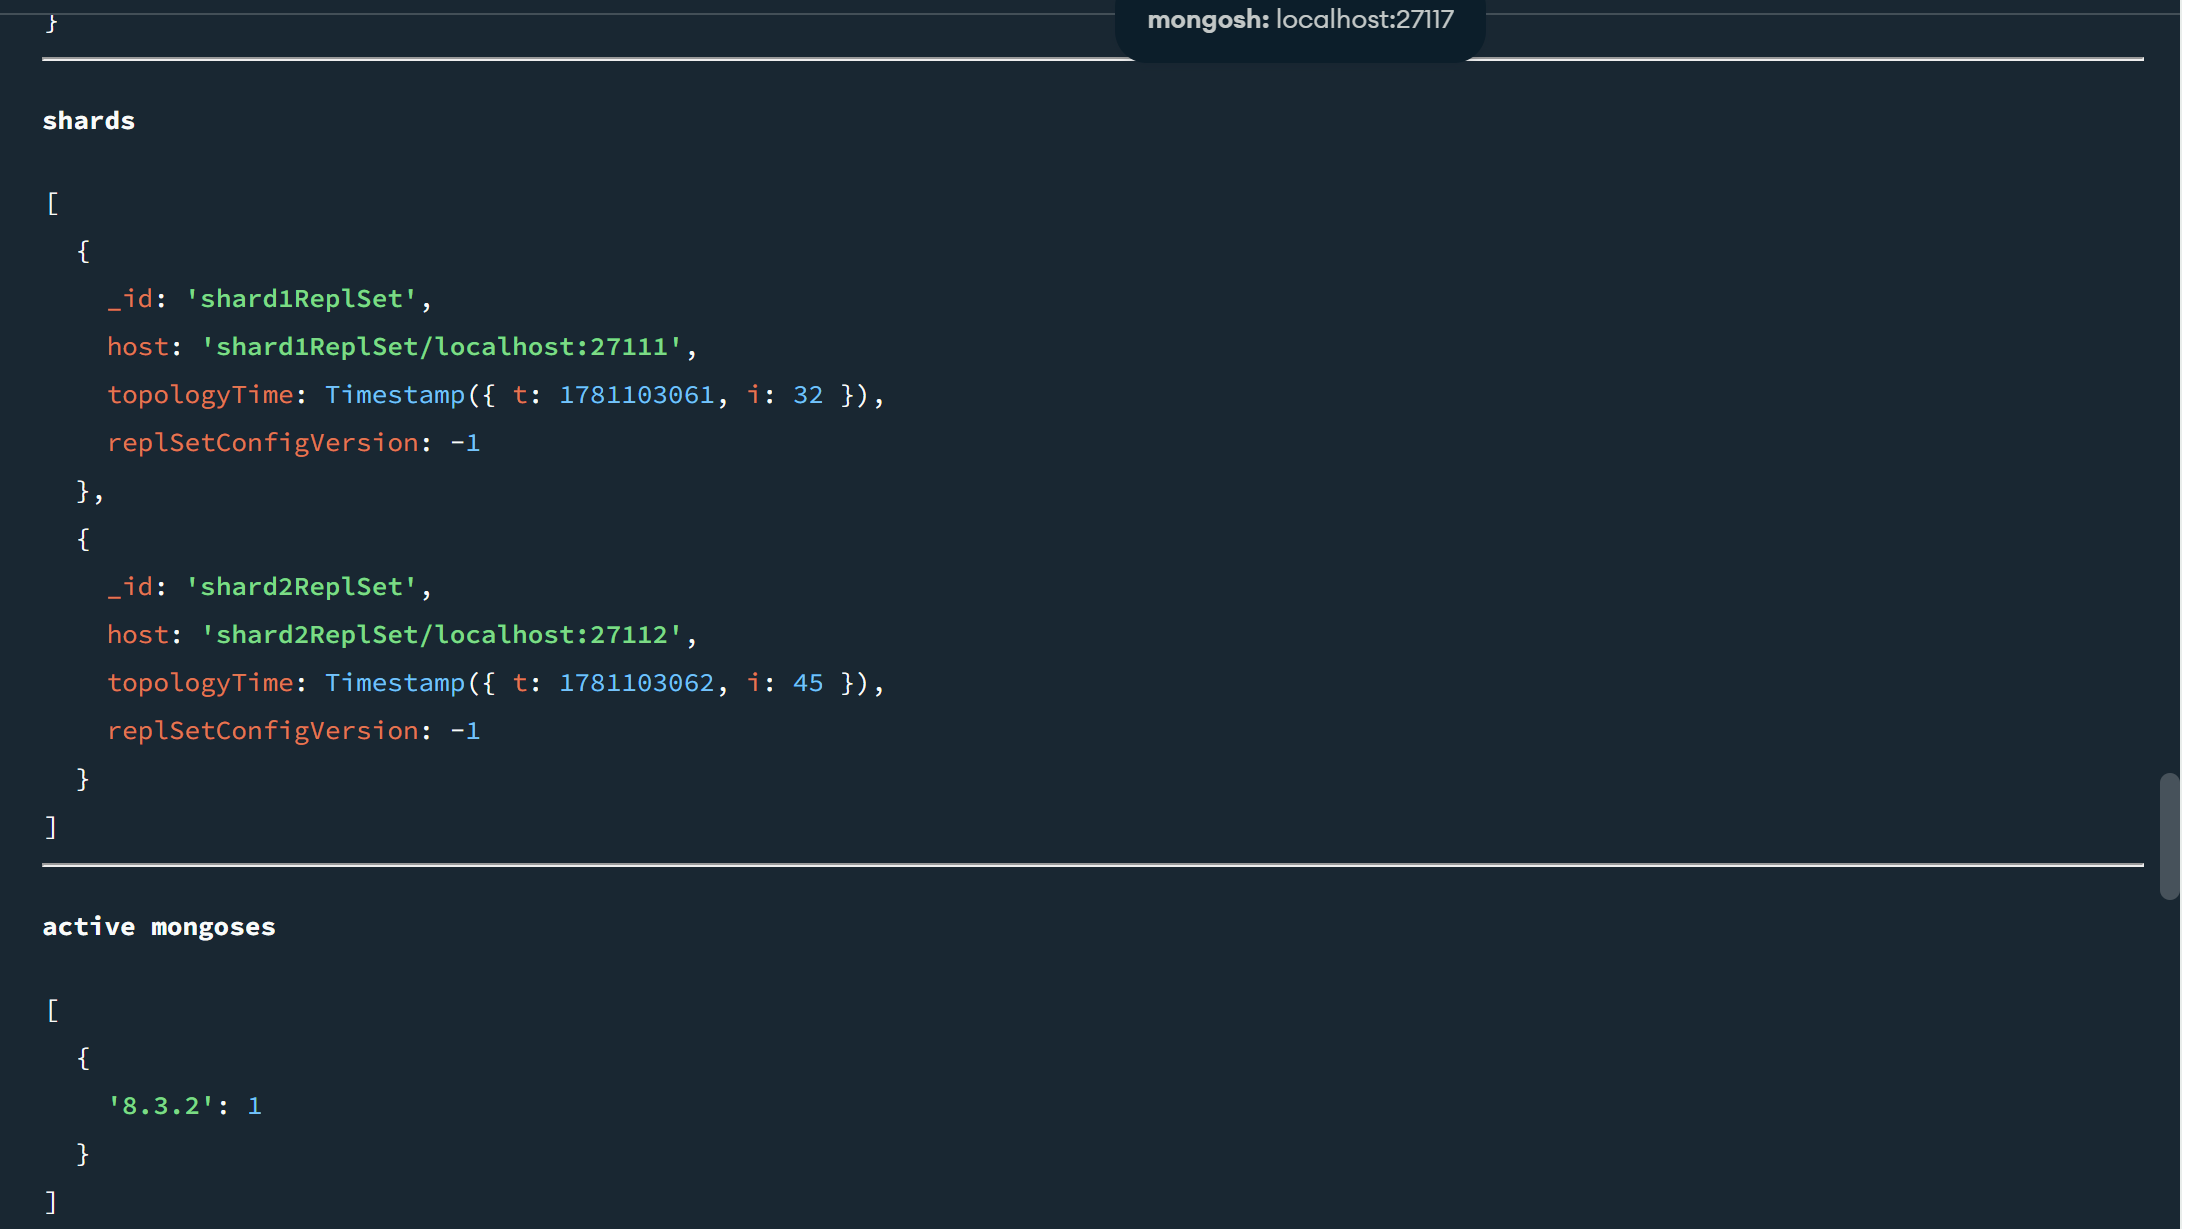 mongosh: localhost:27117
}
shards
[
  {
    _id: 'shard1ReplSet',
    host: 'shard1ReplSet/localhost:27111',
    topologyTime: Timestamp({ t: 1781103061, i: 32 }),
    replSetConfigVersion: -1
  },
  {
    _id: 'shard2ReplSet',
    host: 'shard2ReplSet/localhost:27112',
    topologyTime: Timestamp({ t: 1781103062, i: 45 }),
    replSetConfigVersion: -1
  }
]
active mongoses
[
  {
    '8.3.2': 1
  }
]